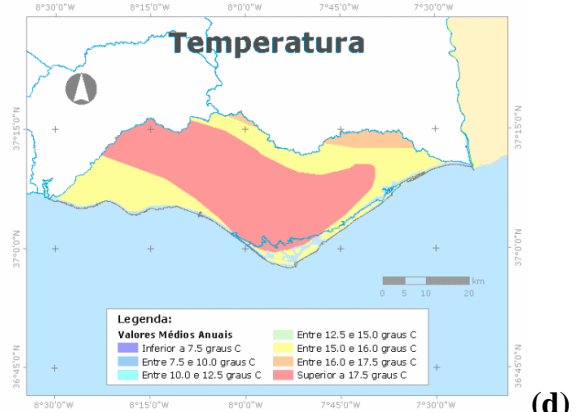 8°30'0"W 8°15'0"W 8°0'0"W 7°45'0"W 7°30'0"W
Temperatura
37°15'0"N 37°15'0"N
37°0'0"N 37°0'0"N
km
0 5 10 20
Legenda:
Valores Médios Anuais
Inferior a 7.5 graus C
Entre 7.5 e 10.0 graus C
Entre 10.0 e 12.5 graus C
Entre 12.5 e 15.0 graus C
Entre 15.0 e 16.0 graus C
Entre 16.0 e 17.5 graus C
Superior a 17.5 graus C
36°45'0"N 36°45'0"N
8°30'0"W 8°15'0"W 8°0'0"W 7°45'0"W 7°30'0"W
(d)